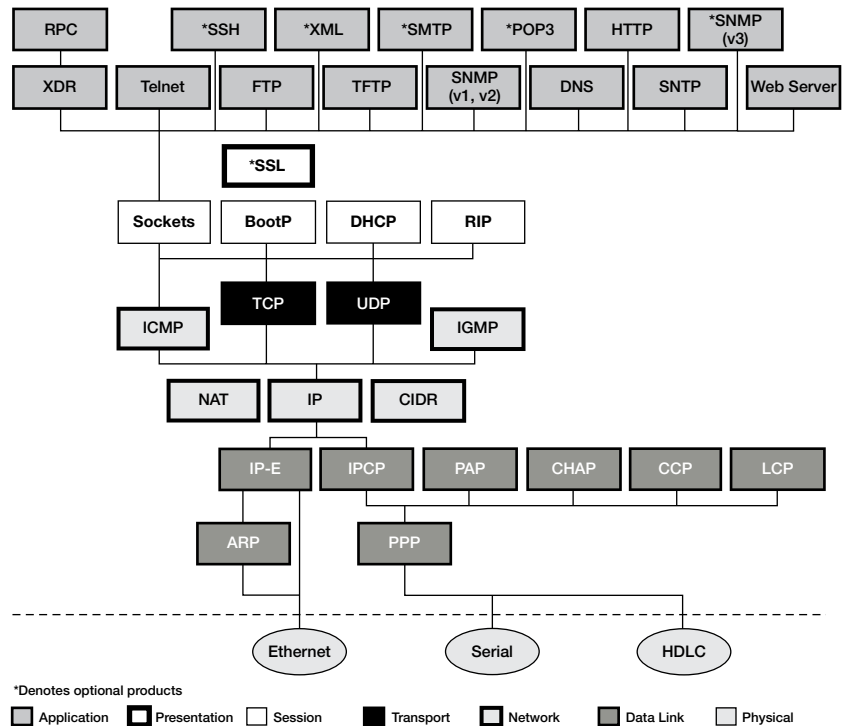 RPC
*SSH
*XML
*SMTP
*POP3
HTTP
*SNMP
(v3)
XDR
Telnet
FTP
TFTP
SNMP
(v1, v2)
DNS
SNTP
Web Server
*SSL
Sockets
BootP
DHCP
RIP
TCP
UDP
ICMP
IGMP
NAT
IP
CIDR
IP-E
IPCP
PAP
CHAP
CCP
LCP
ARP
PPP
Ethernet
Serial
HDLC
*Denotes optional products
Application
Presentation
Session
Transport
Network
Data Link
Physical